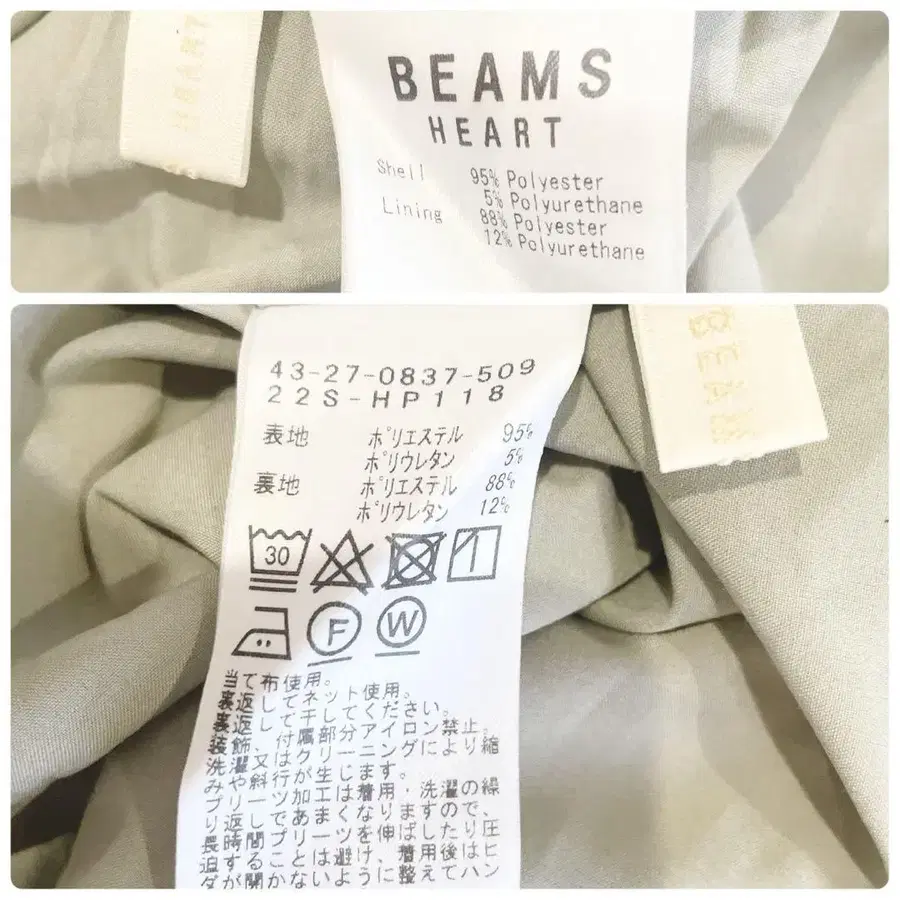 HEART
BEAMS
HEART
Shell 95% Polyester
5% Polyurethane
Lining 88% Polyester
12% Polyurethane
BEAM
43-27-0837-509
22S-HP118
表地 ポリエステル 95%
ポリウレタン 5%
裏地 ポリエステル 88%
ポリウレタン 12%
30
F W
当て布使用。
裏返してネット使用。
裏返しで干してください。
装飾、付属部分アイロン禁止。
洗濯又はクリーニングにより縮
みや斜行が生じます。
プリーツ加工は着用・洗濯の繰
り返しであまくなりますので、
長時間プリーツを伸ばしたり圧
迫することは避け、着用後はヒ
ダが開かないように整えてハン